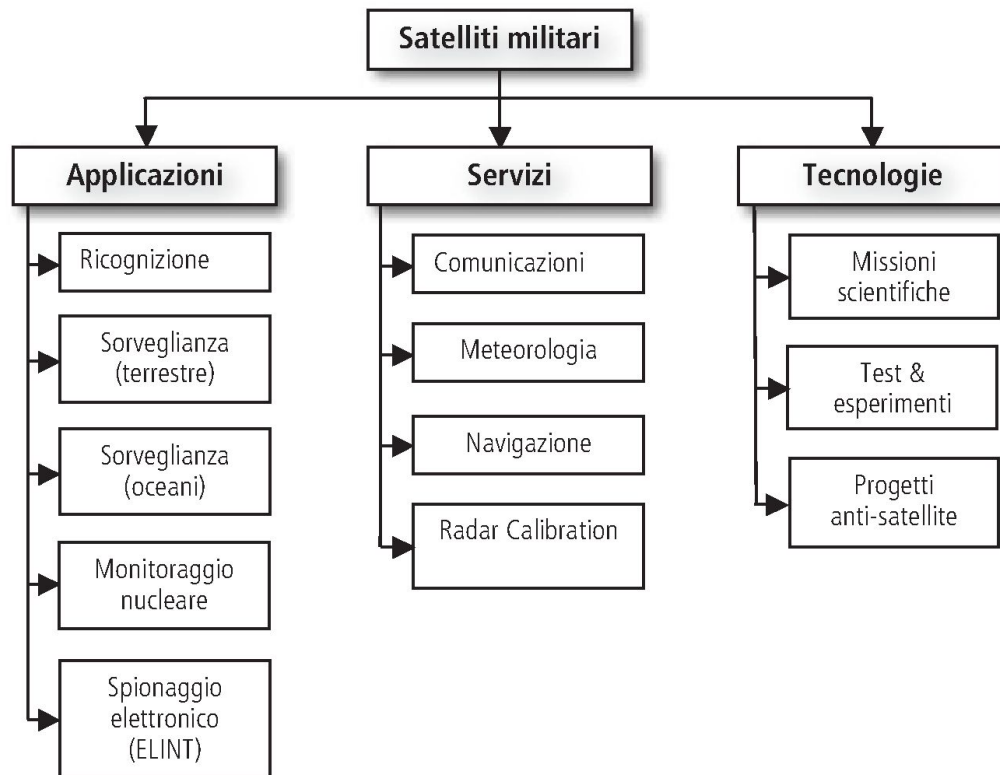 Satelliti militari
Applicazioni
Ricognizione
Sorveglianza
(terrestre)
Sorveglianza
(oceani)
Monitoraggio
nucleare
Spionaggio
elettronico
(ELINT)
Servizi
Comunicazioni
Meteorologia
Navigazione
Radar Calibration
Tecnologie
Missioni
scientifiche
Test &
esperimenti
Progetti
anti-satellite